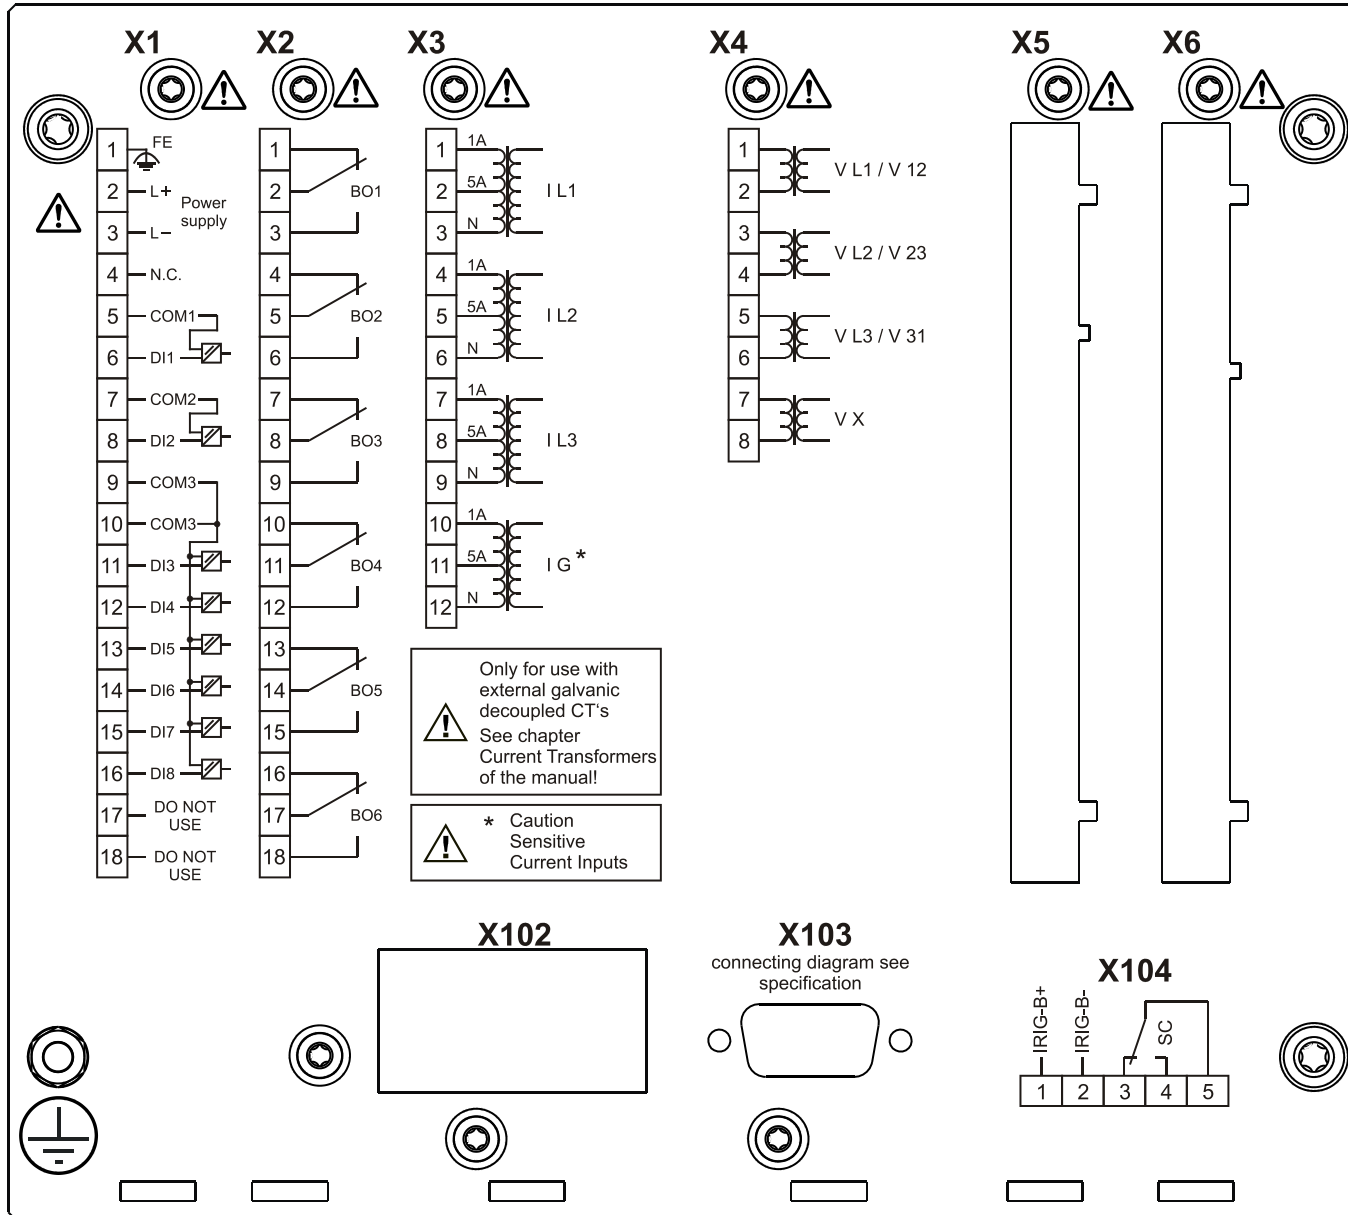 X1 X2 X3 X4 X5 X6
1 FE
2 L+
3 L–
Power
supply
4 N.C.
5 COM1
6 DI1
7 COM2
8 DI2
9 COM3
10 COM3
11 DI3
12 DI4
13 DI5
14 DI6
15 DI7
16 DI8
17 DO NOT
USE
18 DO NOT
USE
1
2 BO1
3
4
5 BO2
6
7
8 BO3
9
10
11 BO4
12
13
14 BO5
15
16
17 BO6
18
1 1A
2 5A I L1
3 N
4 1A
5 5A I L2
6 N
7 1A
8 5A I L3
9 N
10 1A
11 5A I G *
12 N
Only for use with
external galvanic
decoupled CT‘s
See chapter
Current Transformers
of the manual!
* Caution
Sensitive
Current Inputs
1
V L1 / V 12
2
3
V L2 / V 23
4
5
V L3 / V 31
6
7
V X
8
X102
X103
connecting diagram see
specification
X104
IRIG-B+
IRIG-B-
SC
1 2 3 4 5